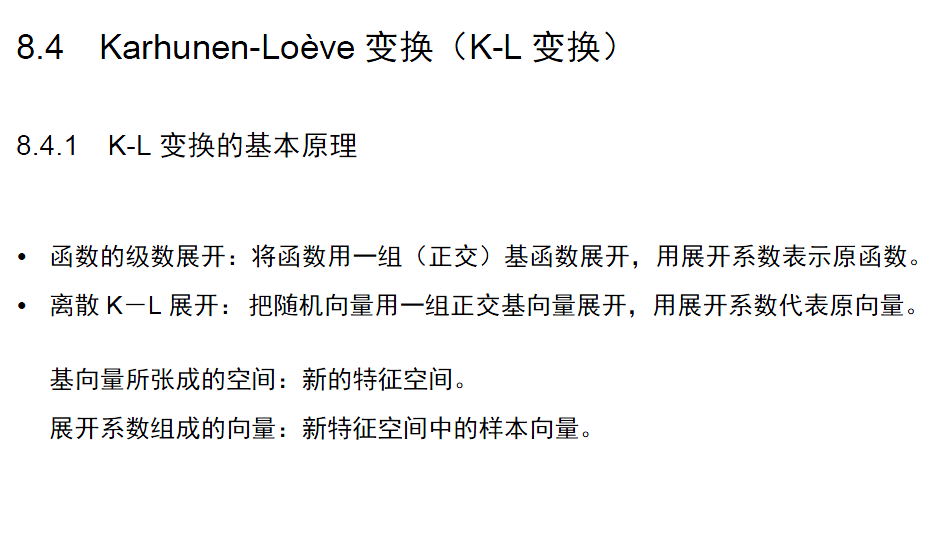 8.4 Karhunen-Loève 变换（K-L 变换）
8.4.1 K-L 变换的基本原理
• 函数的级数展开：将函数用一组（正交）基函数展开，用展开系数表示原函数。
• 离散 K－L 展开：把随机向量用一组正交基向量展开，用展开系数代表原向量。
基向量所张成的空间：新的特征空间。
展开系数组成的向量：新特征空间中的样本向量。